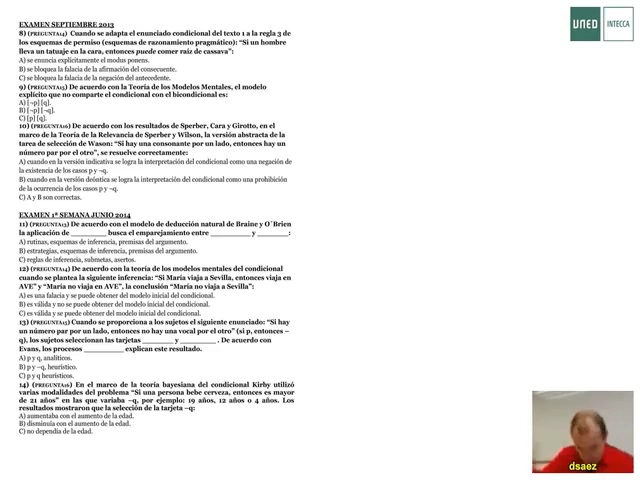 EXAMEN SEPTIEMBRE 2013
8) (PREGUNTA14) Cuando se adapta el enunciado condicional del texto 1 a la regla 3 de
los esquemas de permiso (esquemas de razonamiento pragmático): “Si un hombre
lleva un tatuaje en la cara, entonces puede comer raíz de cassava”:
A) se enuncia explícitamente el modus ponens.
B) se bloquea la falacia de la afirmación del consecuente.
C) se bloquea la falacia de la negación del antecedente.
9) (PREGUNTA15) De acuerdo con la Teoría de los Modelos Mentales, el modelo
explícito que no comparte el condicional con el bicondicional es:
A) [¬p] [q].
B) [¬p] [¬q].
C) [p] [q].
10) (PREGUNTA16) De acuerdo con los resultados de Sperber, Cara y Girotto, en el
marco de la Teoría de la Relevancia de Sperber y Wilson, la versión abstracta de la
tarea de selección de Wason: “Si hay una consonante por un lado, entonces hay un
número par por el otro”, se resuelve correctamente:
A) cuando en la versión indicativa se logra la interpretación del condicional como una negación de
la existencia de los casos p y ¬q.
B) cuando en la versión deóntica se logra la interpretación del condicional como una prohibición
de la ocurrencia de los casos p y ¬q.
C) A y B son correctas.
EXAMEN 1ª SEMANA JUNIO 2014
11) (PREGUNTA13) De acuerdo con el modelo de deducción natural de Braine y O´Brien
la aplicación de ________ busca el emparejamiento entre _________ y _______:
A) rutinas, esquemas de inferencia, premisas del argumento.
B) estrategias, esquemas de inferencia, premisas del argumento.
C) reglas de inferencia, submetas, asertos.
12) (PREGUNTA14) De acuerdo con la teoría de los modelos mentales del condicional
cuando se plantea la siguiente inferencia: “Si María viaja a Sevilla, entonces viaja en
AVE” y “María no viaja en AVE”, la conclusión “María no viaja a Sevilla”:
A) es una falacia y se puede obtener del modelo inicial del condicional.
B) es válida y no se puede obtener del modelo inicial del condicional.
C) es válida y se puede obtener del modelo inicial del condicional.
13) (PREGUNTA15) Cuando se proporciona a los sujetos el siguiente enunciado: “Si hay
un número par por un lado, entonces no hay una vocal por el otro” (si p, entonces –
q), los sujetos seleccionan las tarjetas _______ y ________ . De acuerdo con
Evans, los procesos _________ explican este resultado.
A) p y q, analíticos.
B) p y –q, heurístico.
C) p y q heurísticos.
14) (PREGUNTA16) En el marco de la teoría bayesiana del condicional Kirby utilizó
varias modalidades del problema “Si una persona bebe cerveza, entonces es mayor
de 21 años” en las que variaba –q, por ejemplo: 19 años, 12 años o 4 años. Los
resultados mostraron que la selección de la tarjeta –q:
A) aumentaba con el aumento de la edad.
B) disminuía con el aumento de la edad.
C) no dependía de la edad.
UNED
INTECCA
dsaez